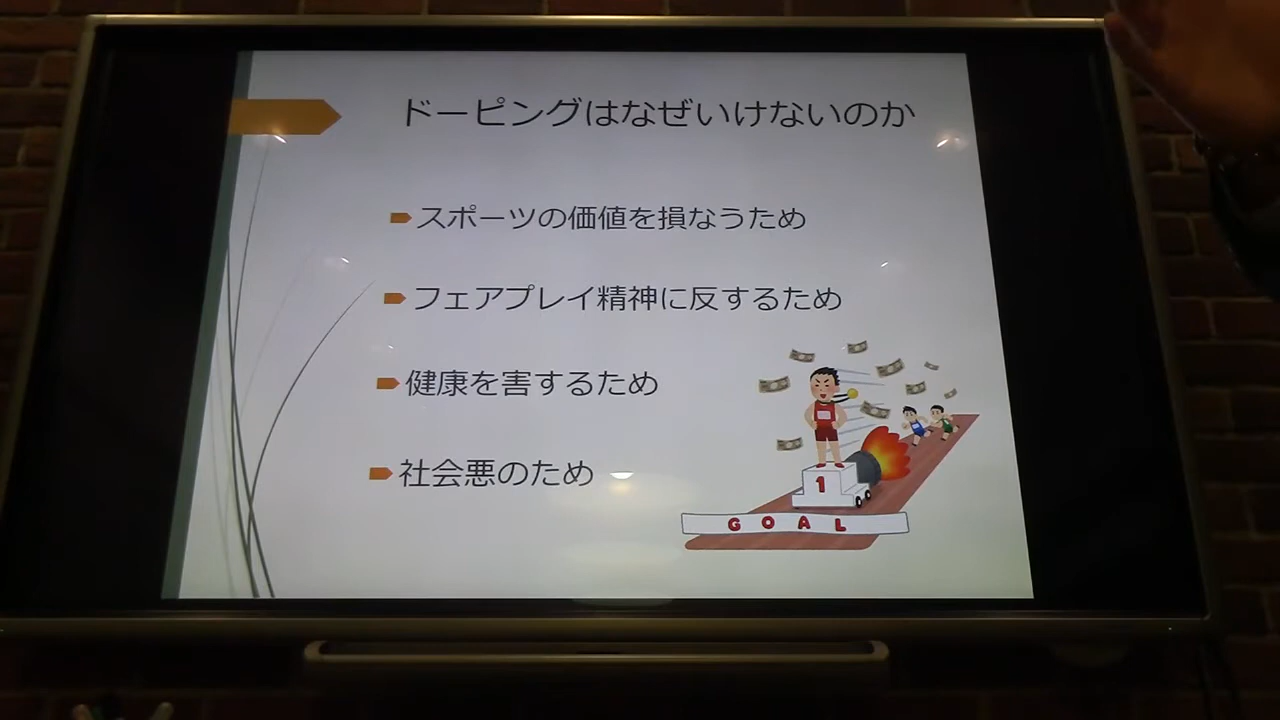 ドーピングはなぜいけないのか
スポーツの価値を損なうため
フェアプレイ精神に反するため
健康を害するため
社会悪のため
1
GOAL